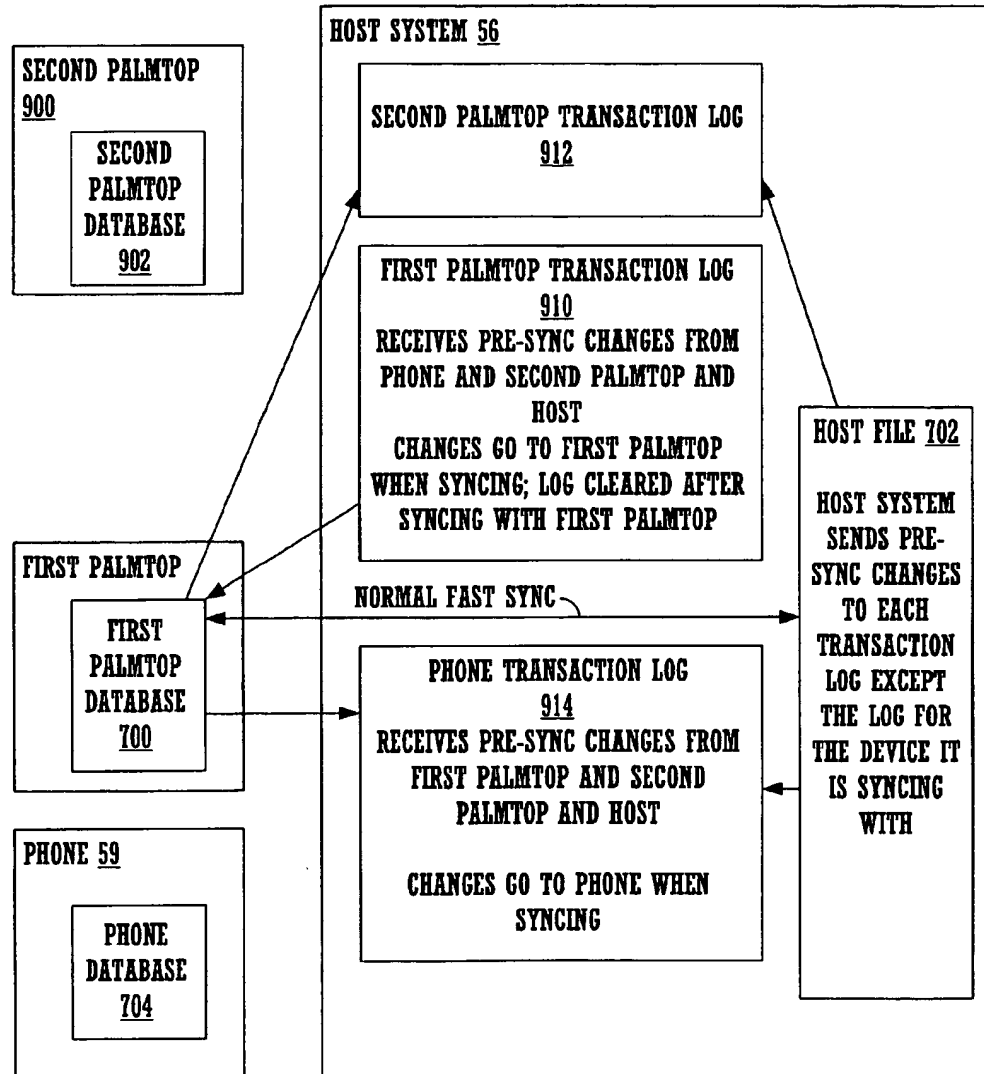 HOST SYSTEM 56
SECOND PALMTOP
900
SECOND
PALMTOP
DATABASE
902
SECOND PALMTOP TRANSACTION LOG
912
FIRST PALMTOP TRANSACTION LOG
910
RECEIVES PRE-SYNC CHANGES FROM
PHONE AND SECOND PALMTOP AND
HOST
CHANGES GO TO FIRST PALMTOP
WHEN SYNCING; LOG CLEARED AFTER
SYNCING WITH FIRST PALMTOP
HOST FILE 702
HOST SYSTEM
SENDS PRE-
SYNC CHANGES
TO EACH
TRANSACTION
LOG EXCEPT
THE LOG FOR
THE DEVICE IT
IS SYNCING
WITH
FIRST PALMTOP
FIRST
PALMTOP
DATABASE
700
NORMAL FAST SYNC
PHONE TRANSACTION LOG
914
RECEIVES PRE-SYNC CHANGES FROM
FIRST PALMTOP AND SECOND
PALMTOP AND HOST
CHANGES GO TO PHONE WHEN
SYNCING
PHONE 59
PHONE
DATABASE
704